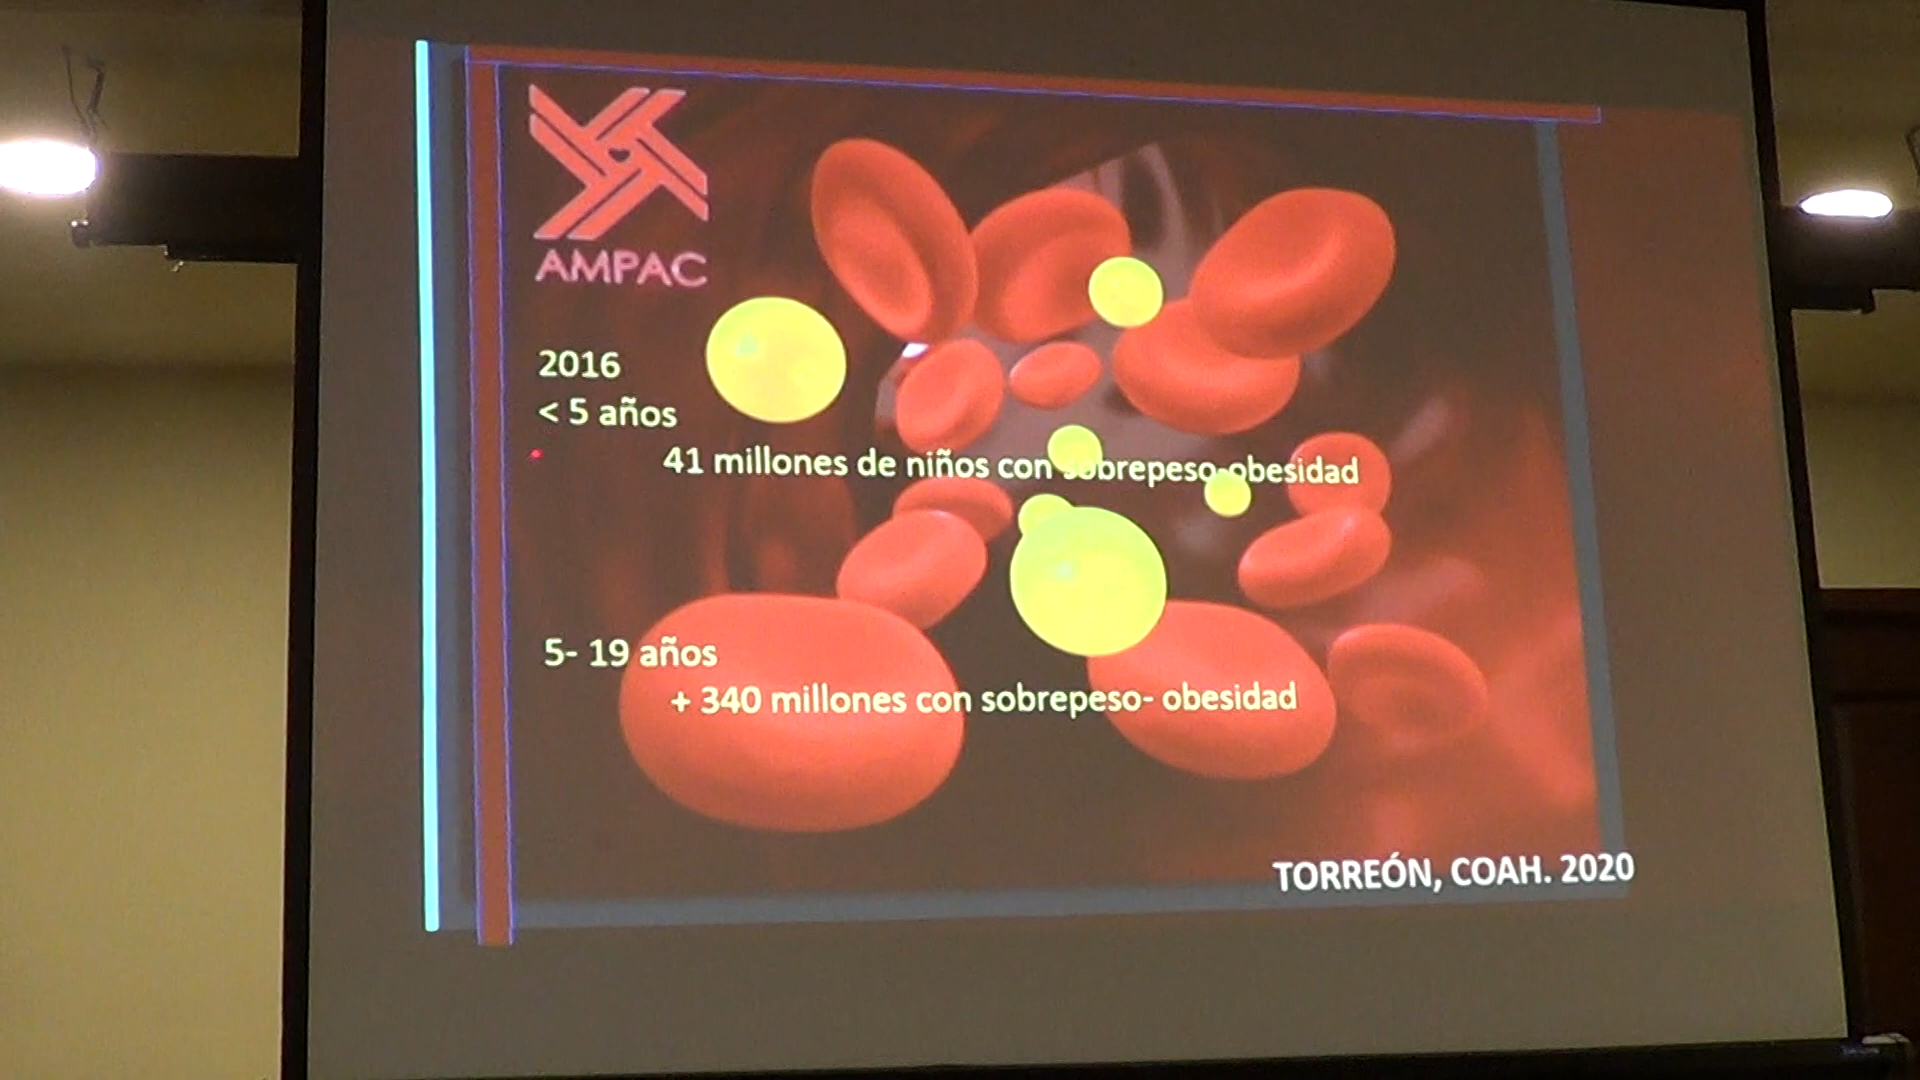 AMPAC
2016
< 5 años
41 millones de niños con sobrepeso-obesidad
5- 19 años
+ 340 millones con sobrepeso- obesidad
TORREÓN, COAH. 2020